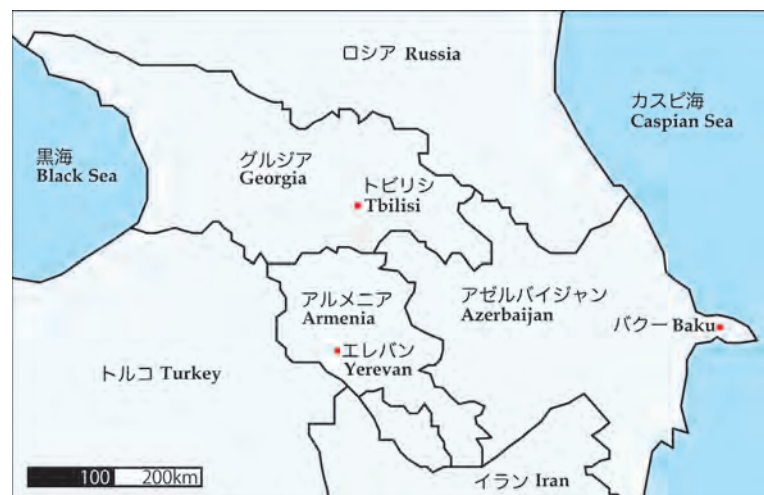 ロシア Russia
カスピ海
Caspian Sea
黒海
Black Sea
グルジア
Georgia
トビリシ
Tbilisi
アルメニア
Armenia
アゼルバイジャン
Azerbaijan
バクー Baku
エレバン
Yerevan
トルコ Turkey
100 200km
イラン Iran